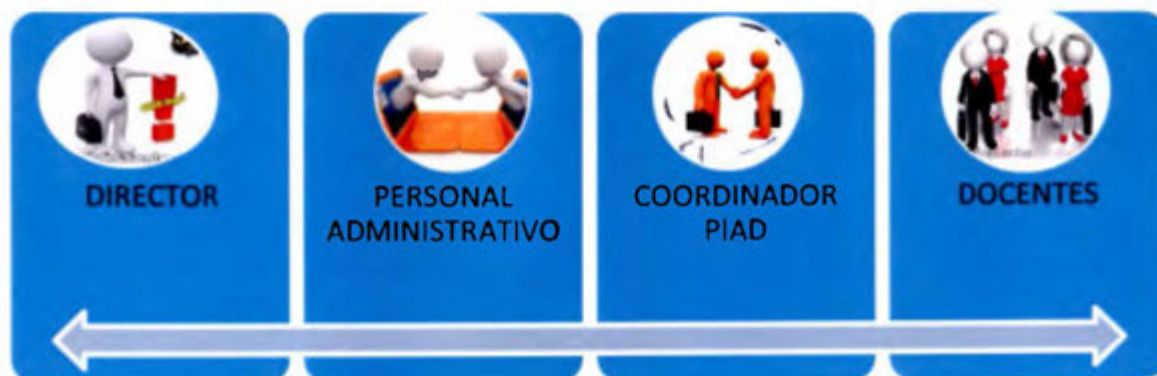 DIRECTOR
PERSONAL
ADMINISTRATIVO
COORDINADOR
PIAD
DOCENTES